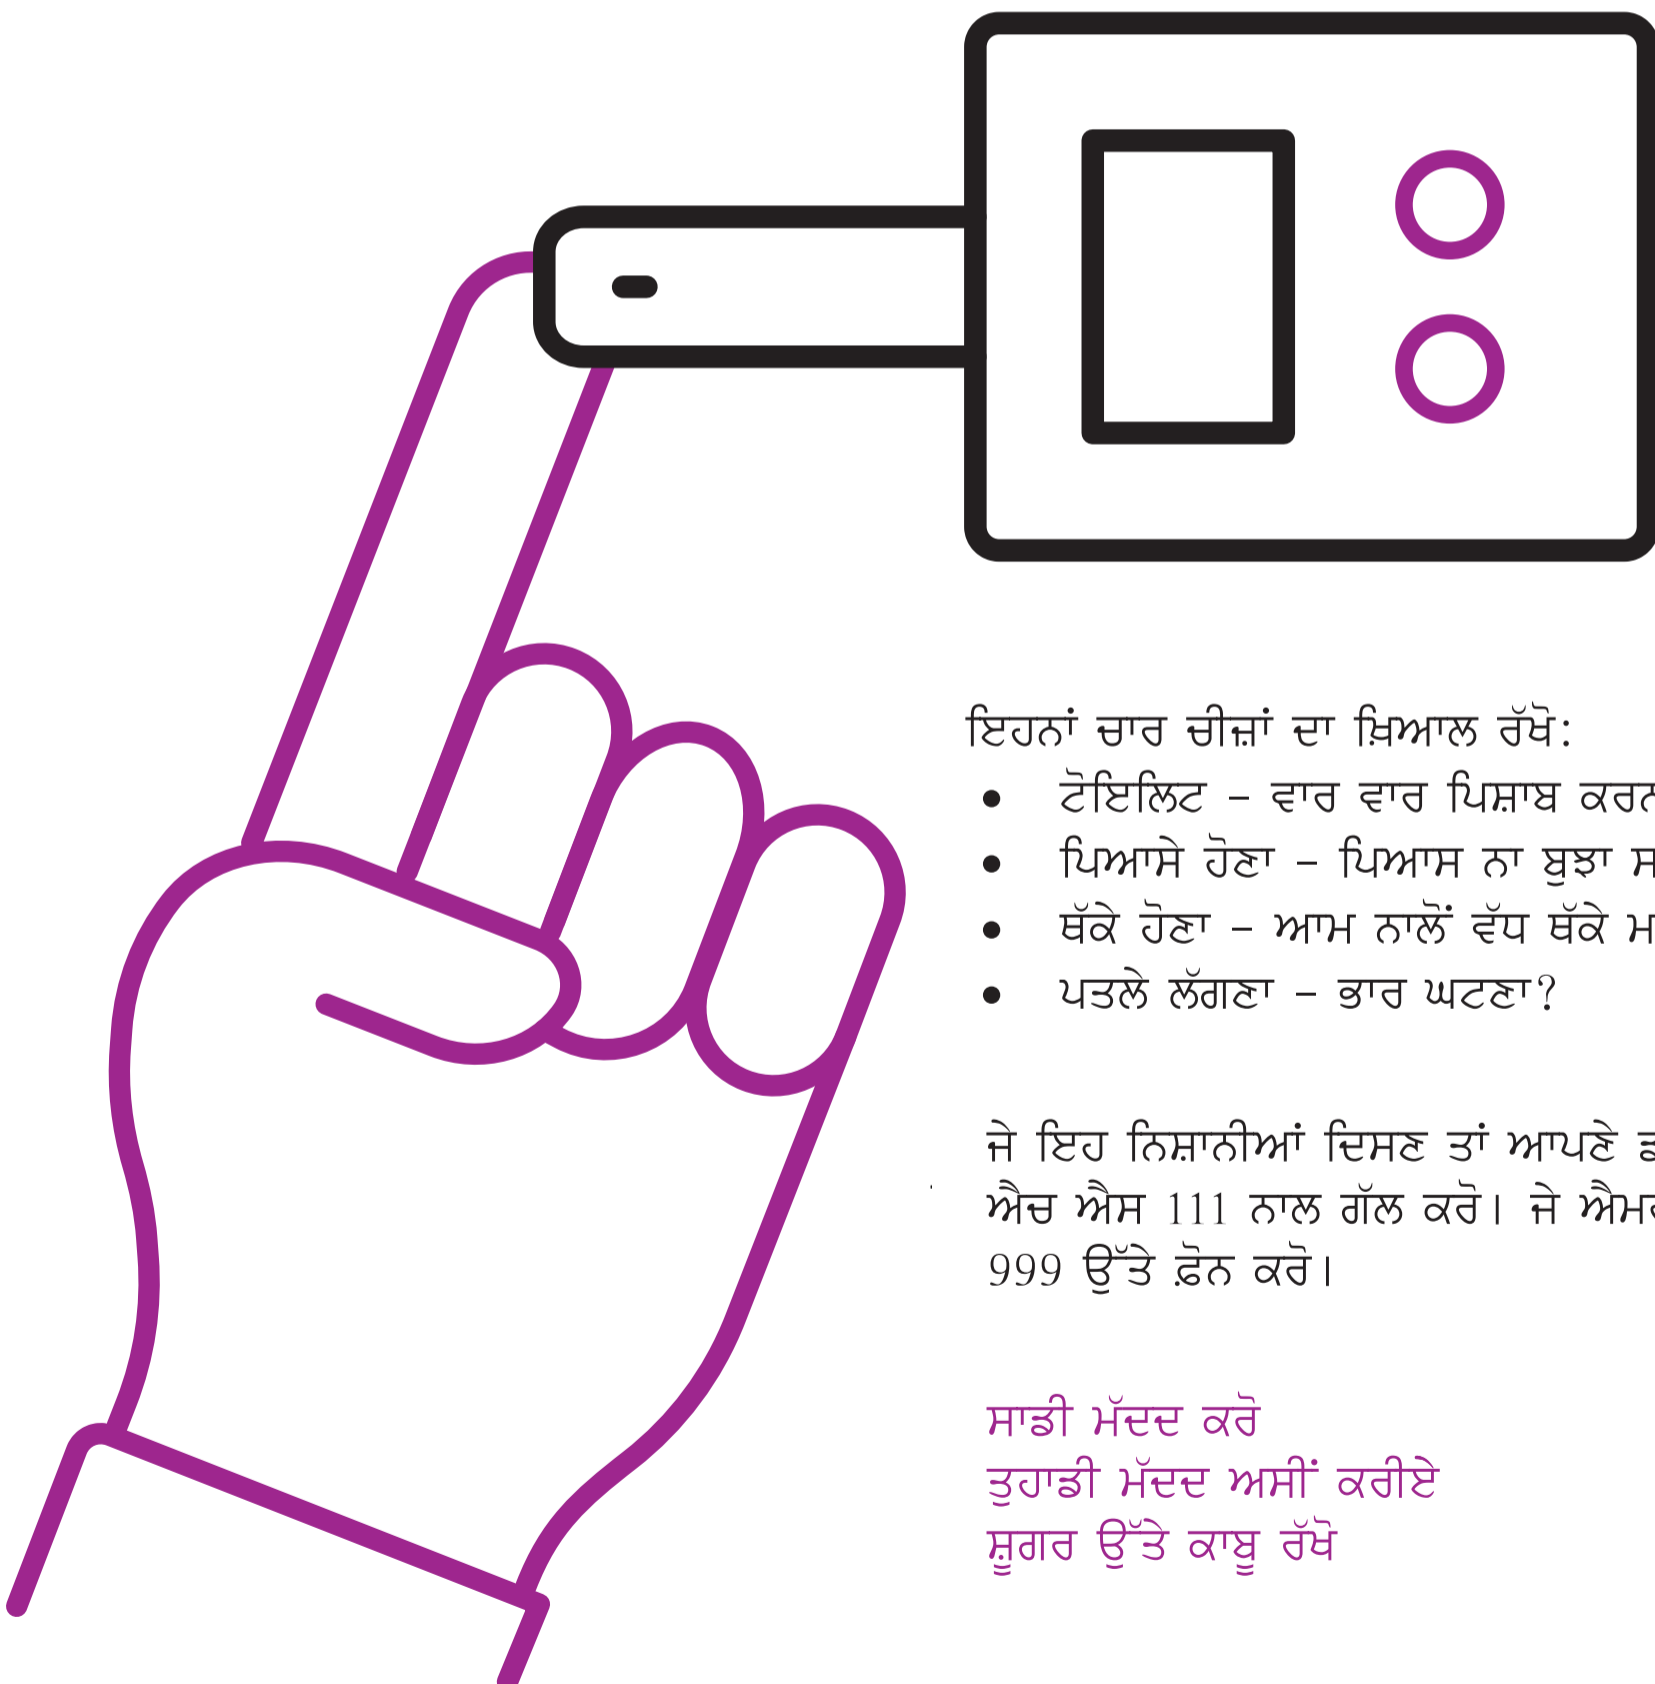 ਇਹਨਾਂ ਚਾਰ ਚੀਜ਼ਾਂ ਦਾ ਖ਼ਿਆਲ ਰੱਖੋ:
• ਟੋਇਲਿਟ – ਵਾਰ ਵਾਰ ਪਿਸ਼ਾਬ ਕਰਨ
• ਪਿਆਸੇ ਹੋਣਾ – ਪਿਆਸ ਨਾ ਬੁਝਾ
• ਥੱਕੇ ਹੋਣਾ – ਆਮ ਨਾਲੋਂ ਵੱਧ ਥੱਕੇ
• ਪਤਲੇ ਲੱਗਣਾ – ਭਾਰ ਘਟਣਾ?
ਜੇ ਇਹ ਨਿਸ਼ਾਨੀਆਂ ਦਿਸਣ ਤਾਂ ਆਪਣੇ
ਐਚ ਐਸ 111 ਨਾਲ ਗੱਲ ਕਰੋ। ਜੇ
999 ਉੱਤੇ ਫ਼ੋਨ ਕਰੋ।
ਸਾਡੀ ਮੱਦਦ ਕਰੋ
ਤੁਹਾਡੀ ਮੱਦਦ ਅਸੀਂ ਕਰੀਏ
ਸ਼ੂਗਰ ਉੱਤੇ ਕਾਬੂ ਰੱਖੋ